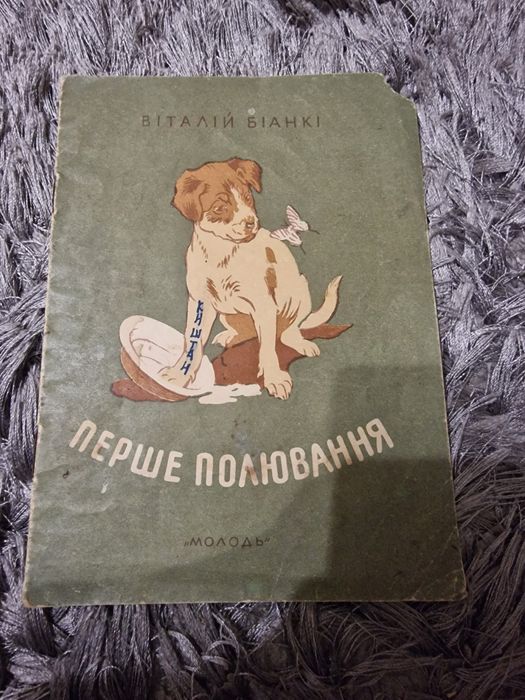 ВІТАЛІЙ БІАНКІ
КАШТАН
ПЕРШЕ ПОЛЮВАННЯ
„МОЛОДЬ"